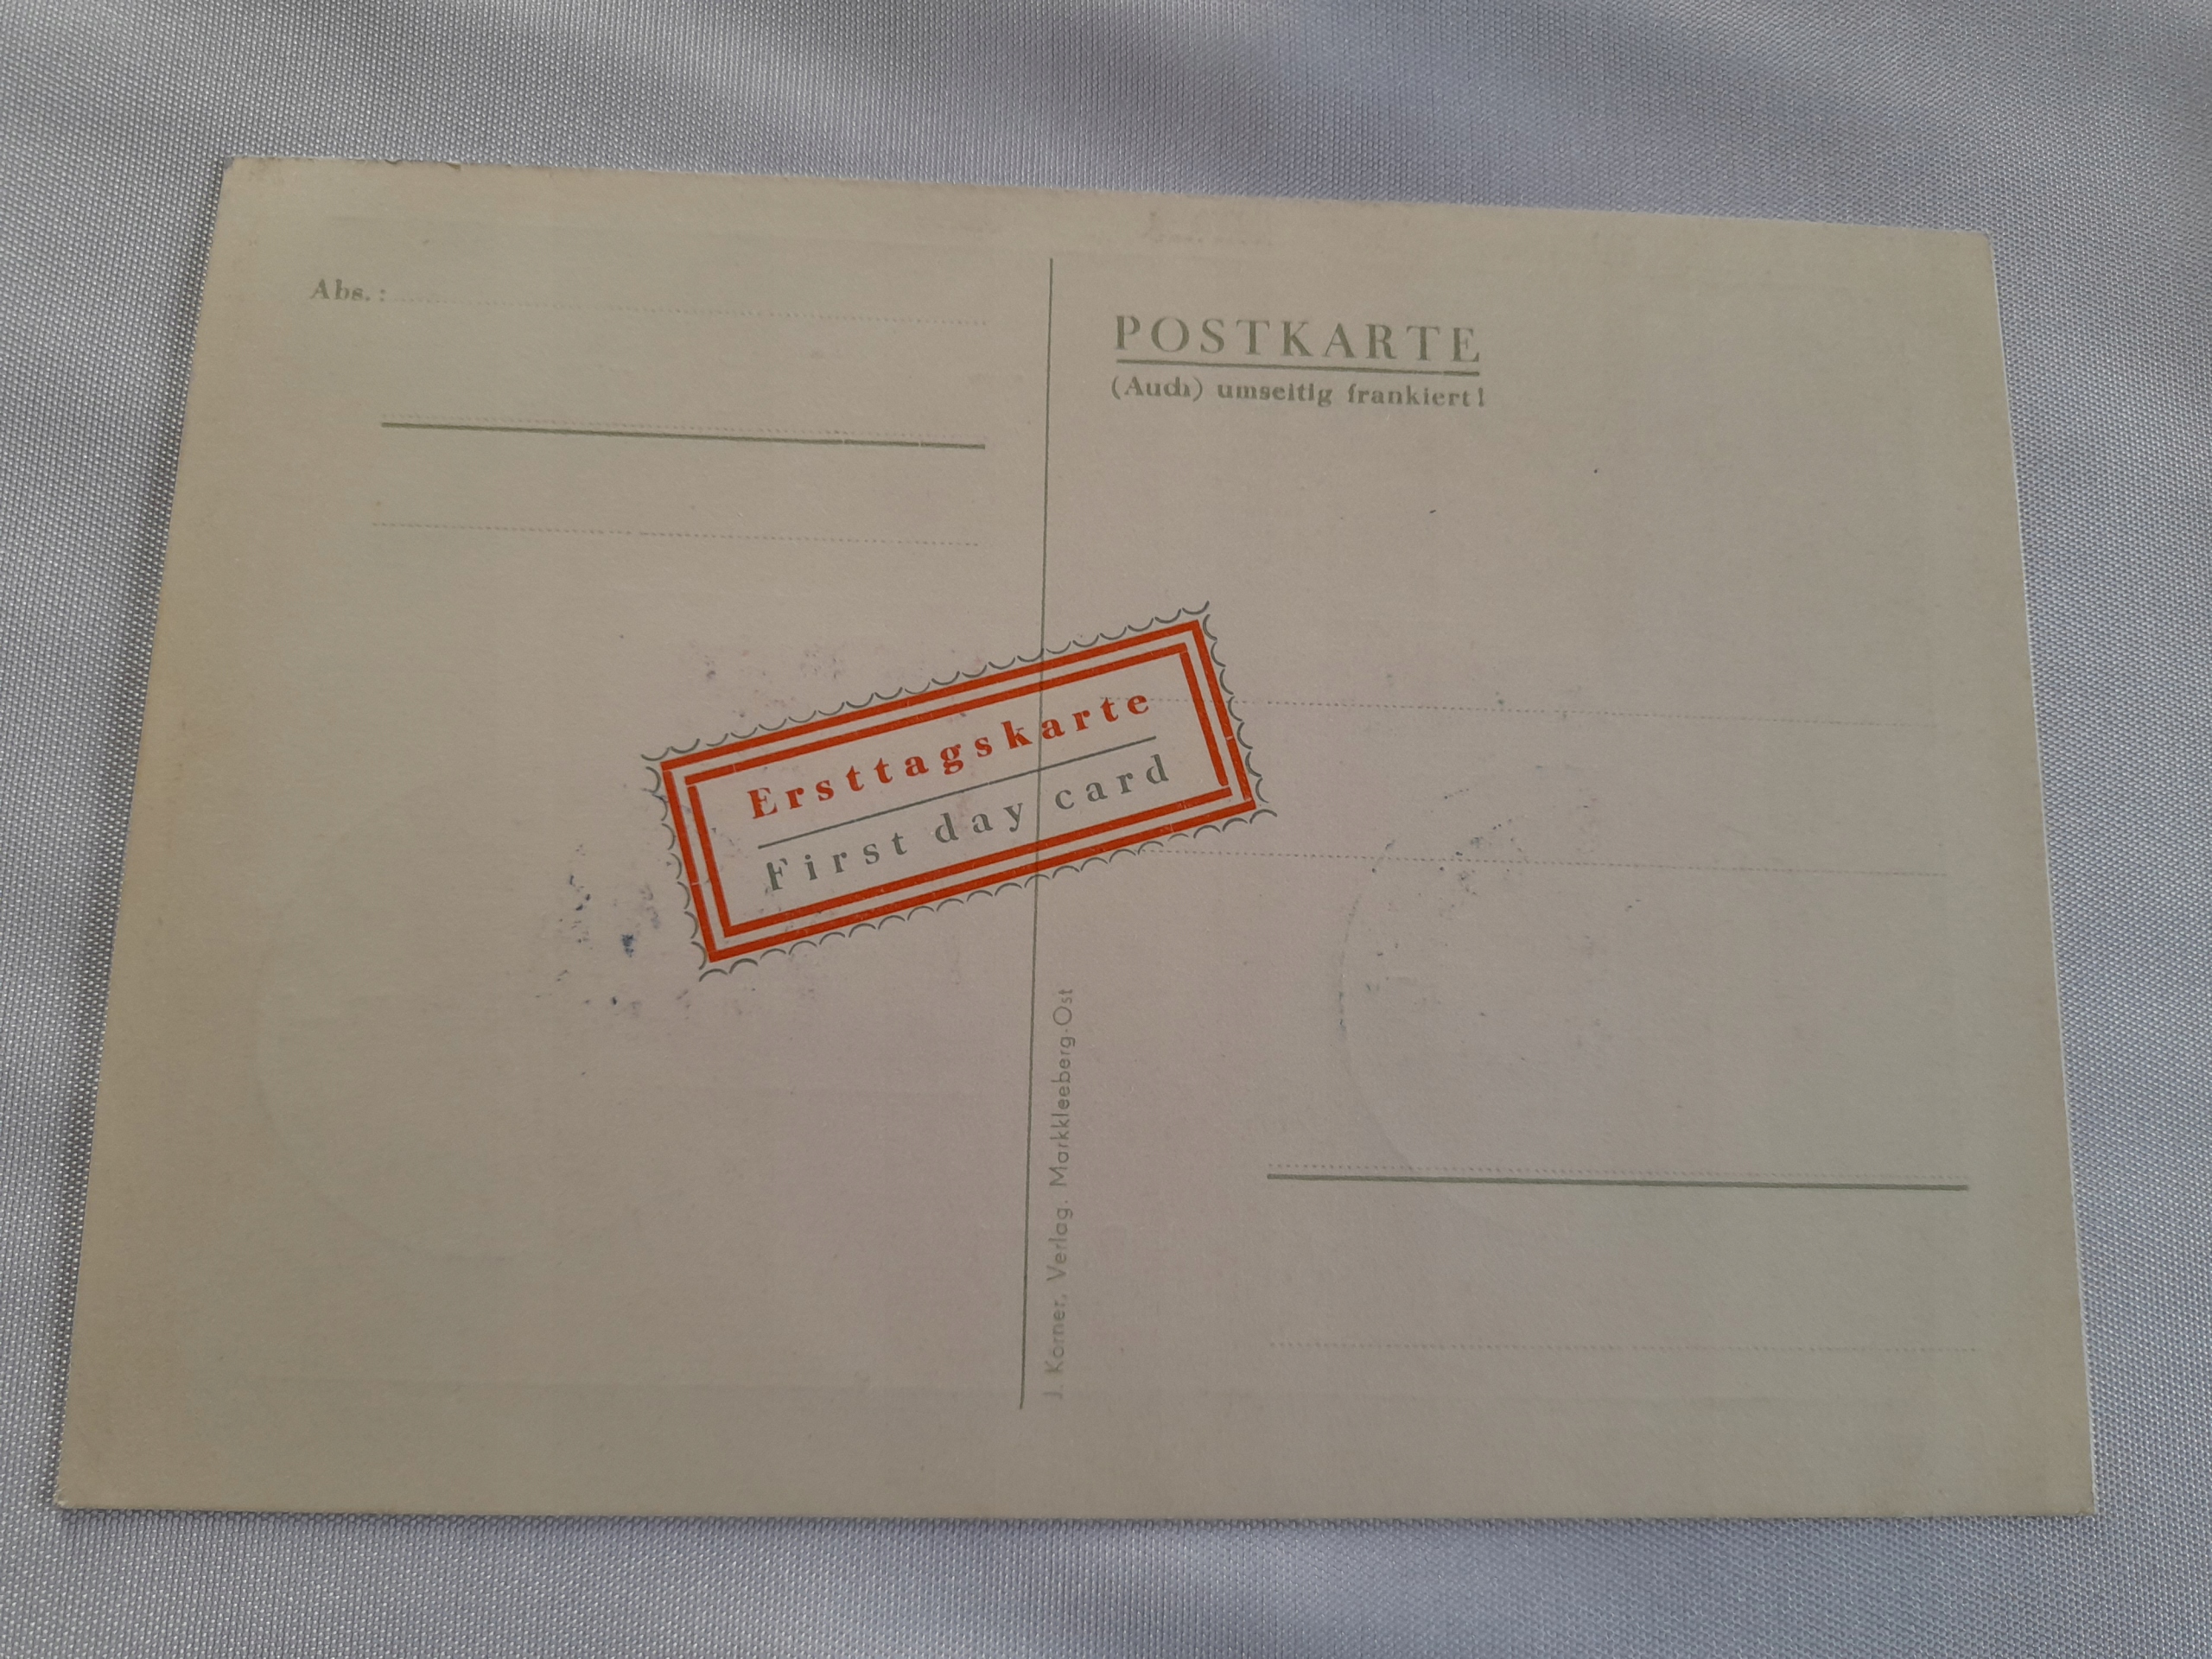 Abs.:
POSTKARTE
(Auch) umseitig frankiert!
Ersttagskarte
First day card
J. Korner, Verlag. Markkleeberg-Ost